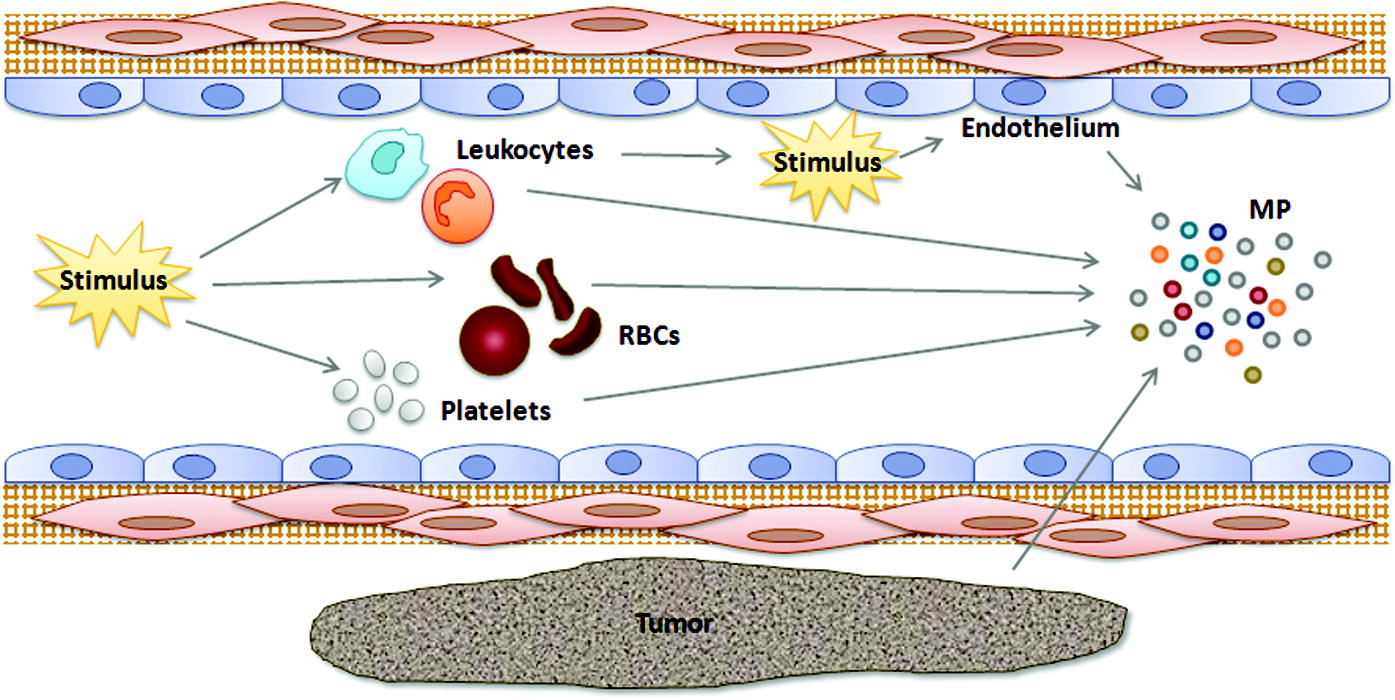 Endothelium
Leukocytes
Stimulus
MP
Stimulus
RBCs
Platelets
Tumor